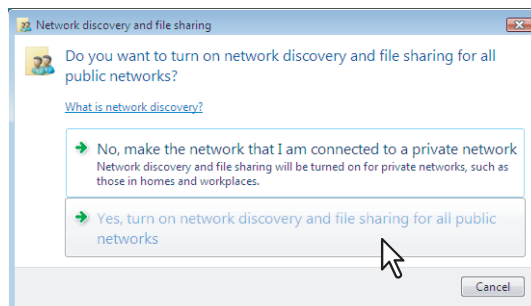 Network discovery and file sharing
Do you want to turn on network discovery and file sharing for all
public networks?
What is network discovery?
No, make the network that I am connected to a private network
Network discovery and file sharing will be turned on for private networks, such as
those in homes and workplaces.
Yes, turn on network discovery and file sharing for all public
networks
Cancel